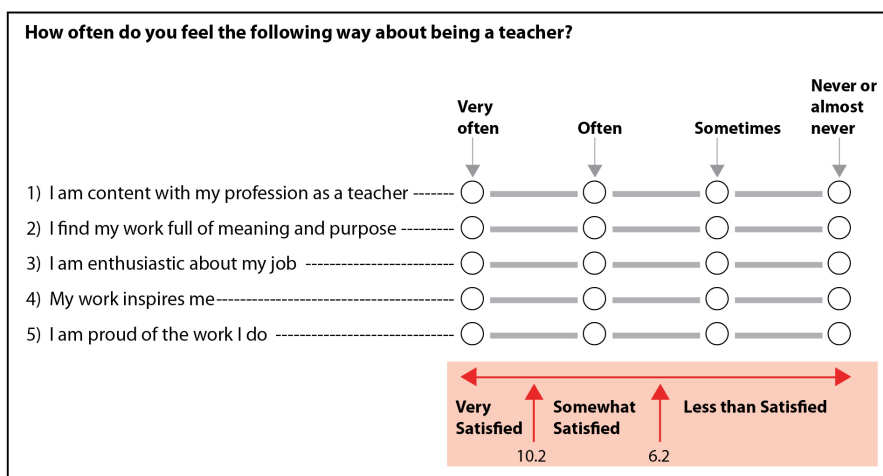 How often do you feel the following way about being a teacher?
Very often
Often
Sometimes
Never or almost never
1) I am content with my profession as a teacher
2) I find my work full of meaning and purpose
3) I am enthusiastic about my job
4) My work inspires me
5) I am proud of the work I do
Very Satisfied
Somewhat Satisfied
Less than Satisfied
10.2
6.2